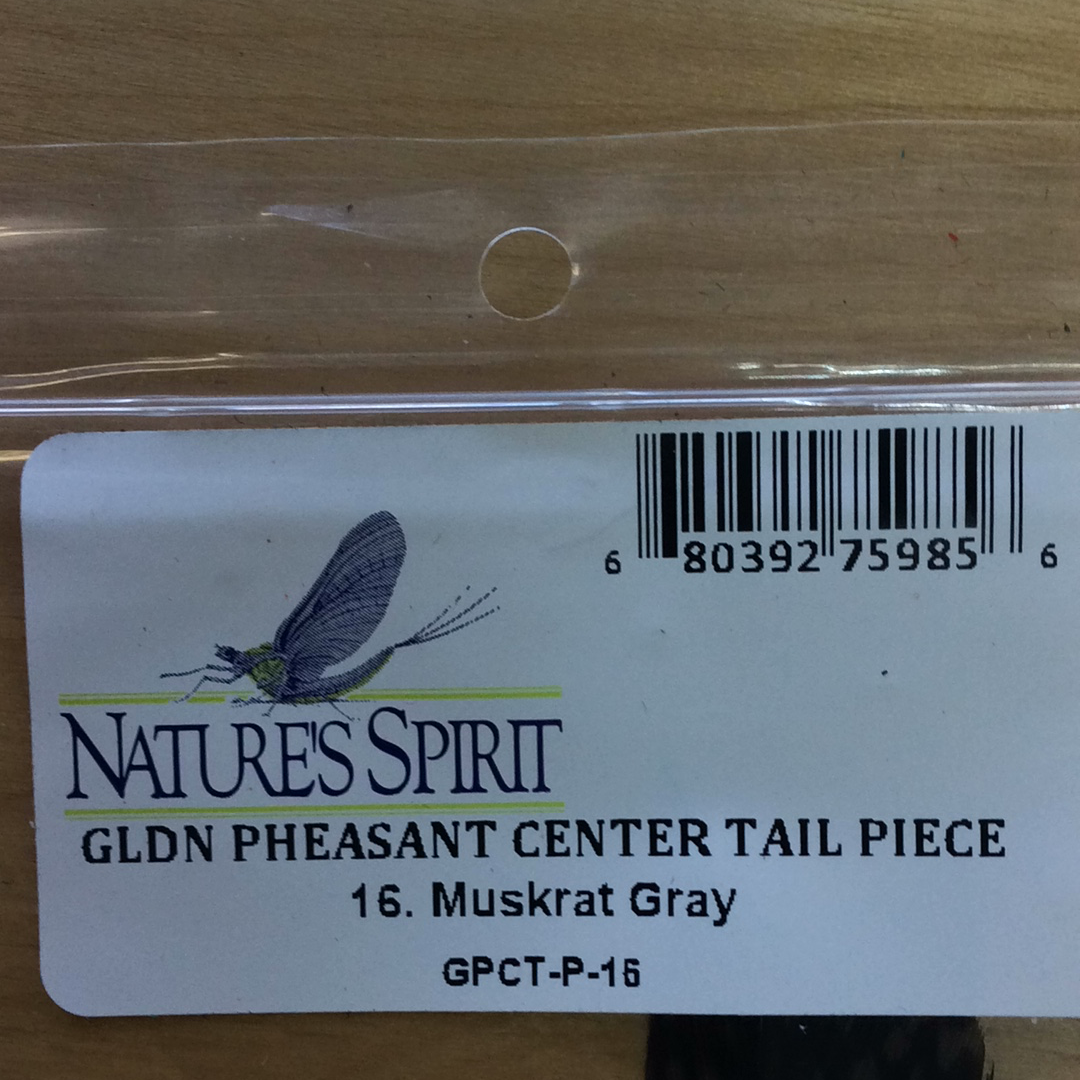 6 80392 75985 6
NATURE'S SPIRIT
GLDN PHEASANT CENTER TAIL PIECE
16. Muskrat Gray
GPCT-P-16